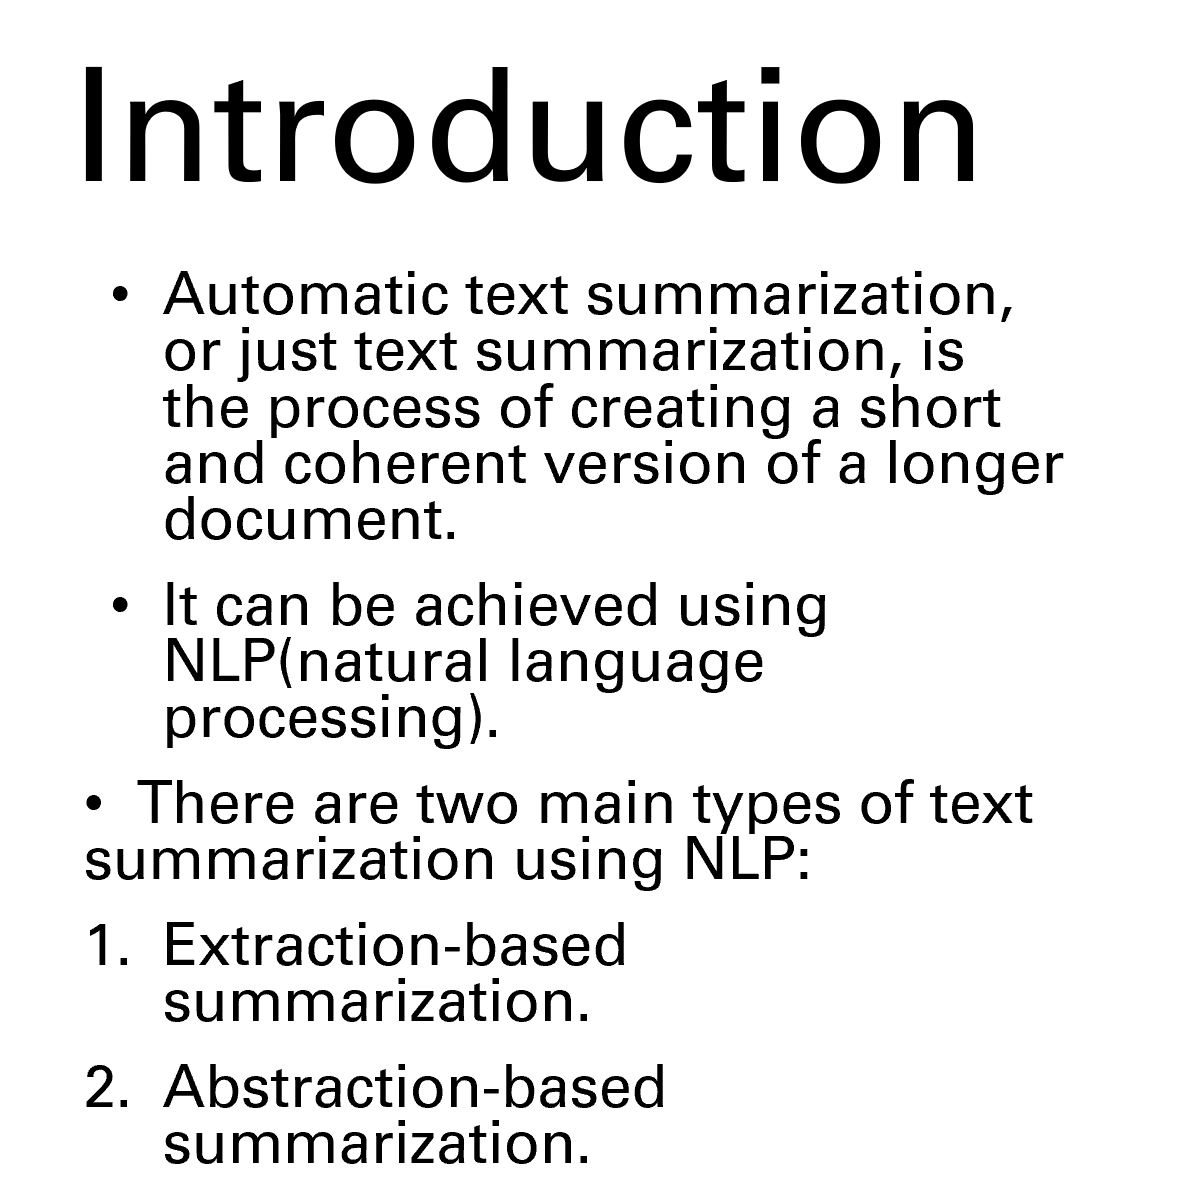 Introduction
• Automatic text summarization,
or just text summarization, is
the process of creating a short
and coherent version of a longer
document.
• It can be achieved using
NLP(natural language
processing).
• There are two main types of text
summarization using NLP:
1. Extraction-based
summarization.
2. Abstraction-based
summarization.